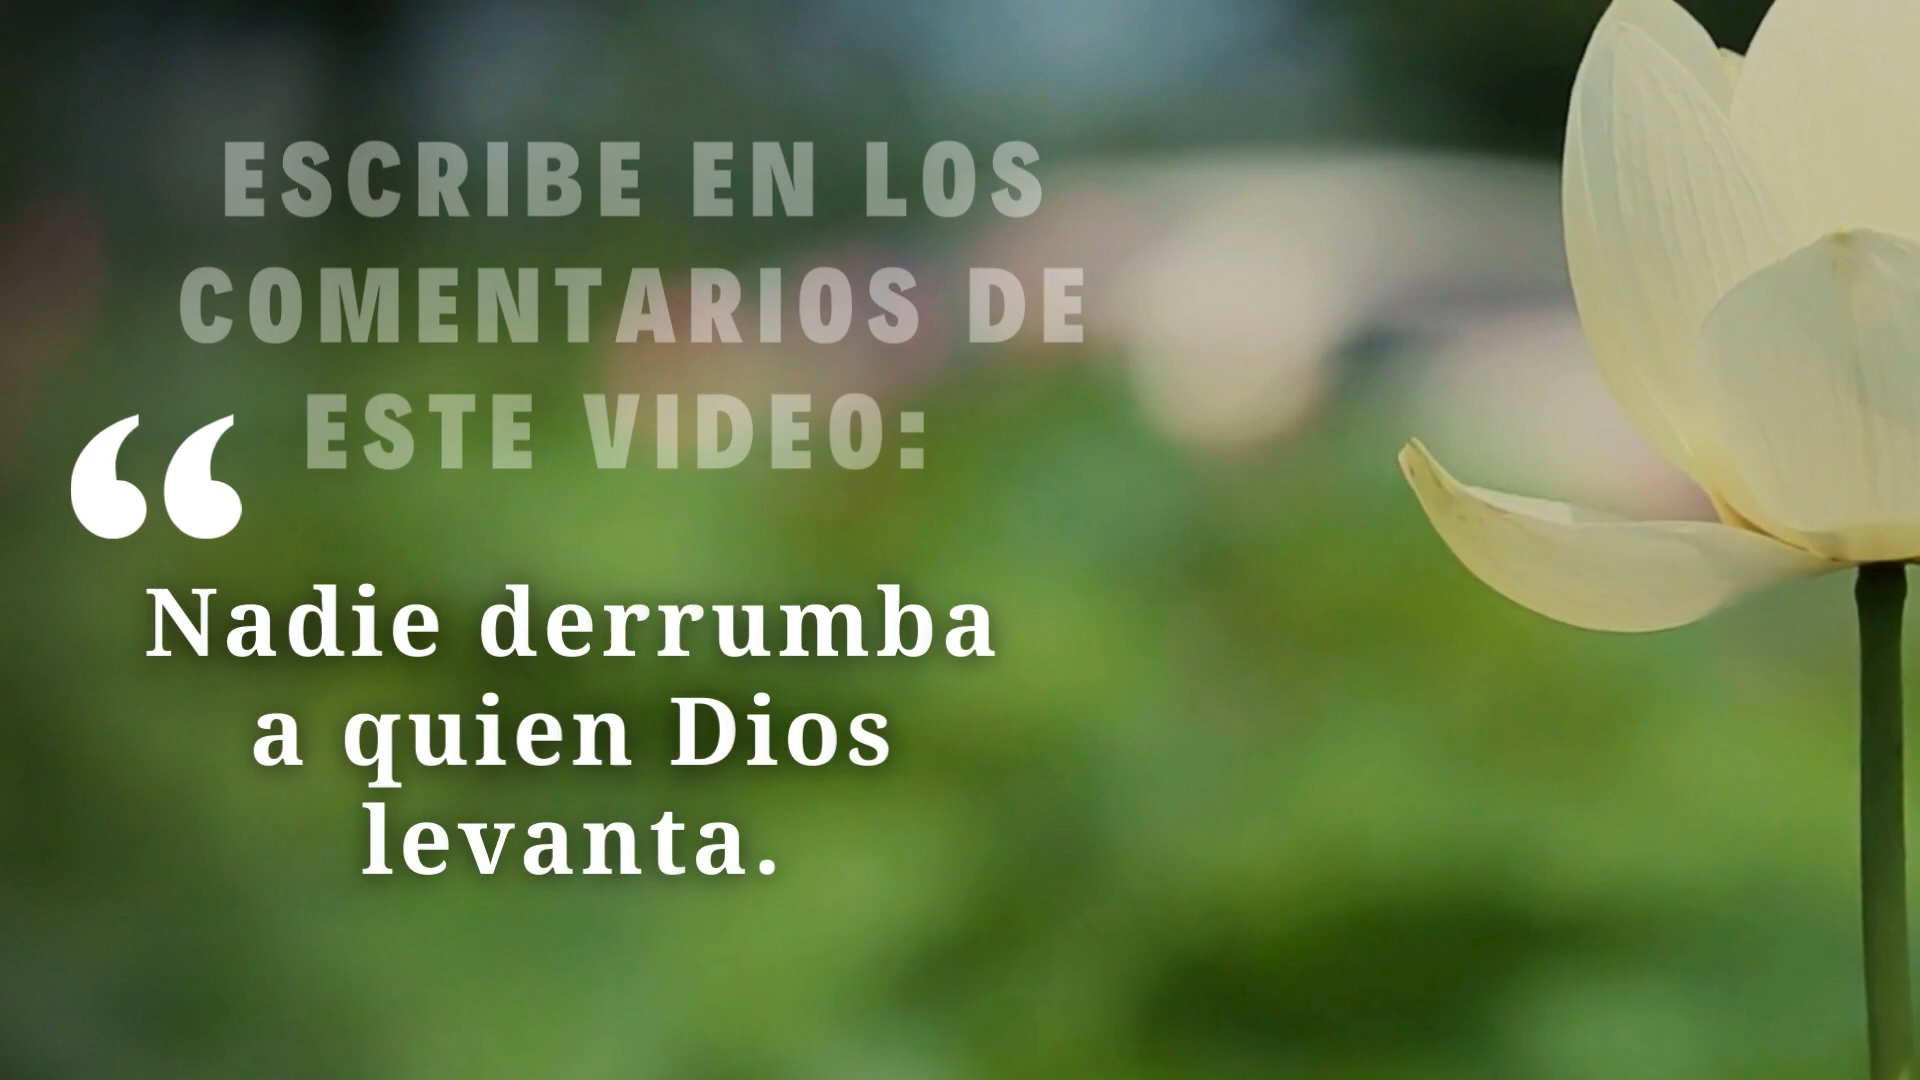 ESCRIBE EN LOS
COMENTARIOS DE
ESTE VIDEO:
“
Nadie derrumba
a quien Dios
levanta.